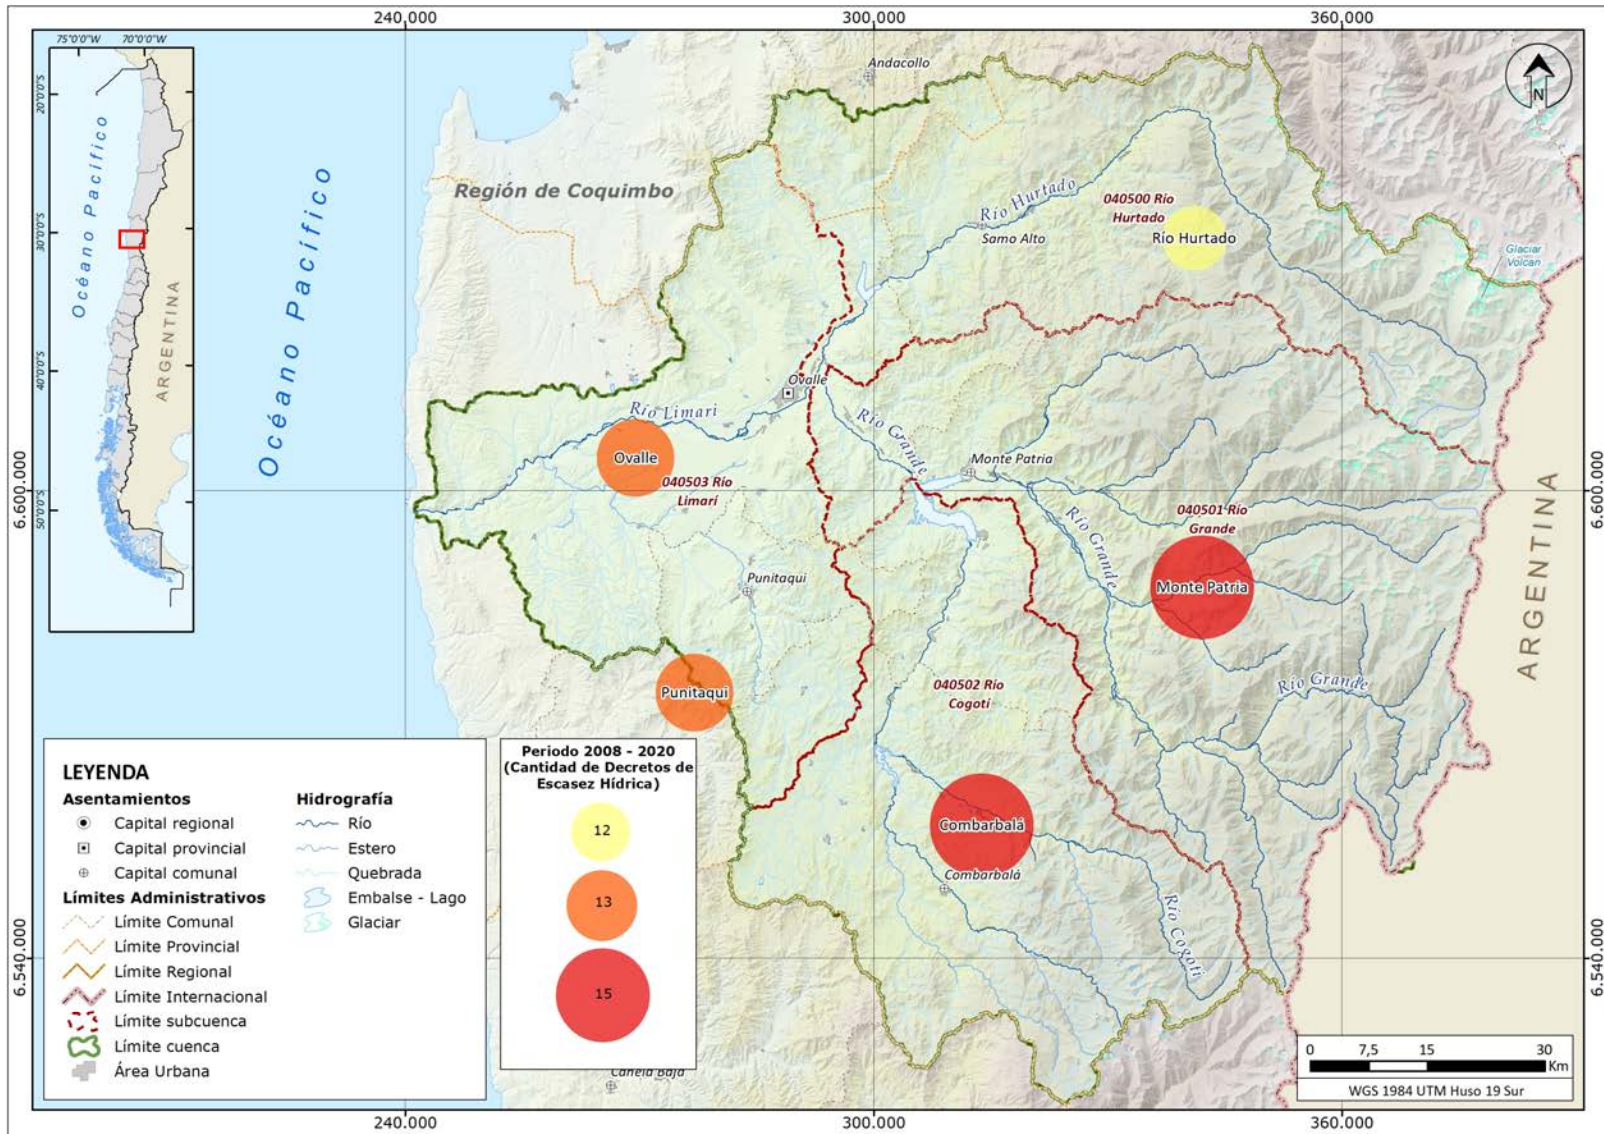 240.000
300.000
360.000
75°0'0"W
70°0'0"W
20°0'0"S
30°0'0"S
40°0'0"S
50°0'0"S
Océano Pacífico
ARGENTINA
Océano Pacífico
Región de Coquimbo
Andacollo
N
Río Hurtado
Samo Alto
040500 Río
Hurtado
Río Hurtado
Glaciar
Volcan
Ovalle
Río Limari
Ovalle
040503 Río
Limarí
Río Grande
Monte Patria
Río Grande
040501 Río
Grande
Monte Patria
Río Grande
Punitaqui
Punitaqui
040502 Río
Cogotí
Combarbalá
Combarbalá
Río Cogotí
ARGENTINA
6.600.000
6.600.000
6.540.000
6.540.000
LEYENDA
Asentamientos
Capital regional
Capital provincial
Capital comunal
Límites Administrativos
Límite Comunal
Límite Provincial
Límite Regional
Límite Internacional
Límite subcuenca
Límite cuenca
Área Urbana
Hidrografía
Río
Estero
Quebrada
Embalse - Lago
Glaciar
Periodo 2008 - 2020
(Cantidad de Decretos de
Escasez Hídrica)
12
13
15
Canela Baja
0 7,5 15 30
Km
WGS 1984 UTM Huso 19 Sur
240.000
300.000
360.000